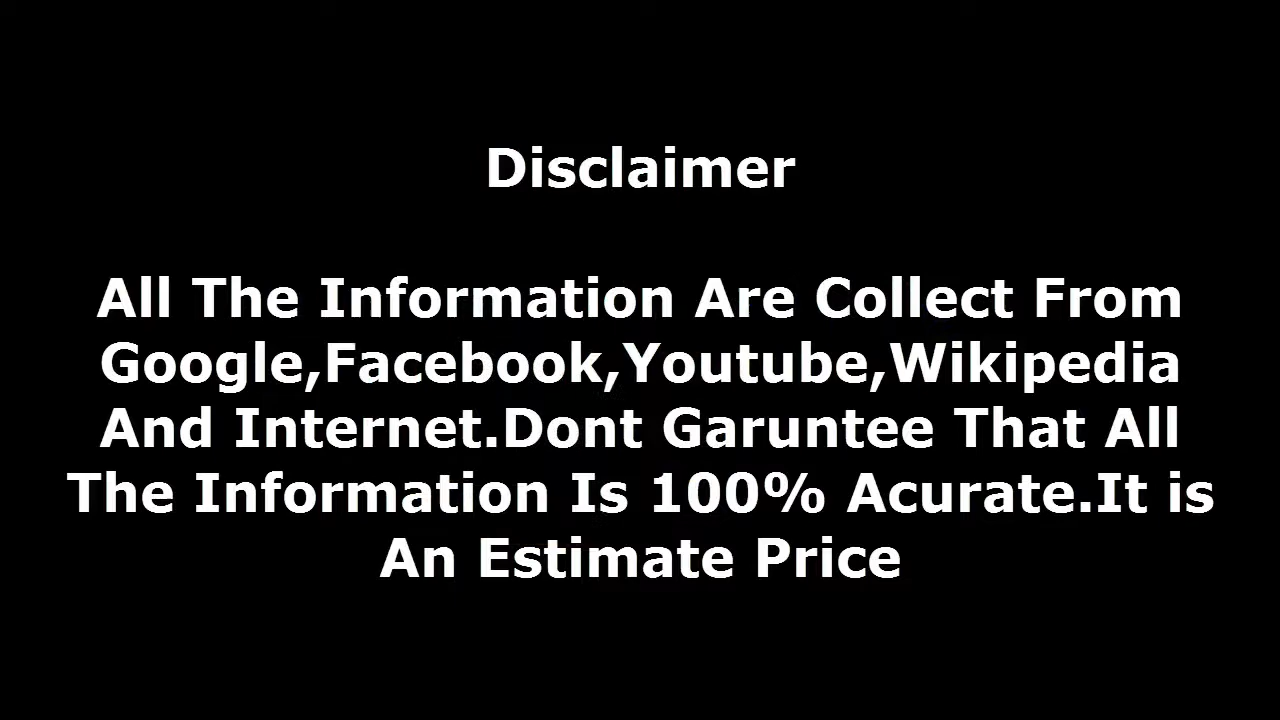 Disclaimer
All The Information Are Collect From
Google,Facebook,Youtube,Wikipedia
And Internet.Dont Garuntee That All
The Information Is 100% Acurate.It is
An Estimate Price